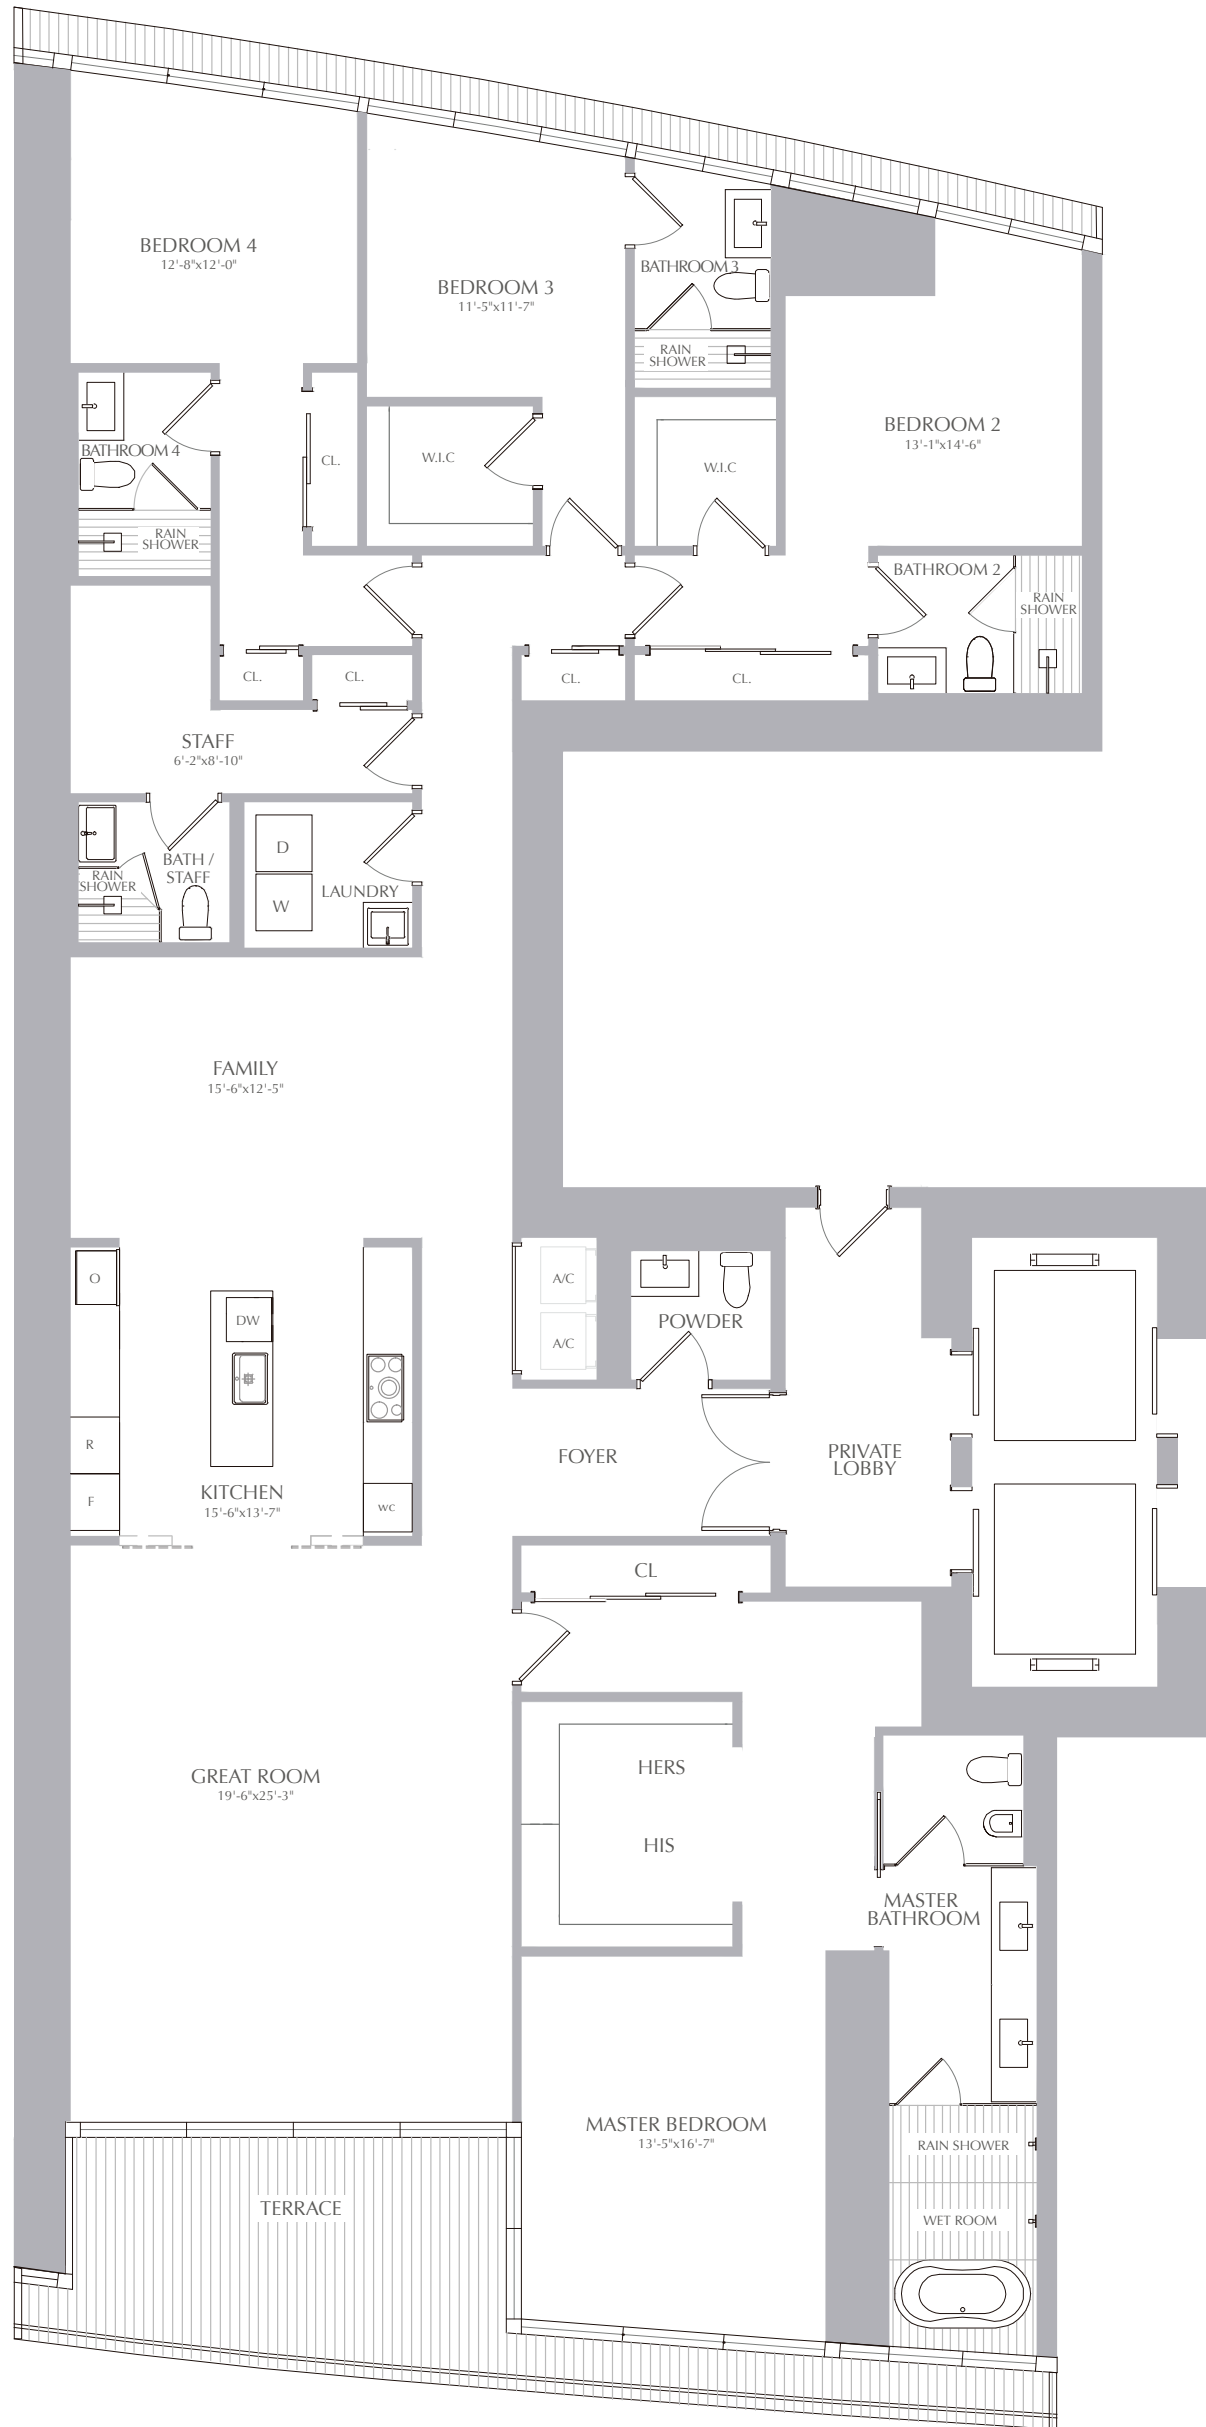 BEDROOM 4
12'-8"x12'-0"
BEDROOM 3
11'-5"x11'-7"
BATHROOM 3
RAIN
SHOWER
BEDROOM 2
13'-1"x14'-6"
BATHROOM 4
RAIN
SHOWER
CL.
W.I.C
W.I.C
BATHROOM 2
RAIN
SHOWER
CL.
CL.
CL.
CL.
STAFF
6'-2"x8'-10"
BATH /
STAFF
RAIN
SHOWER
D
W
LAUNDRY
FAMILY
15'-6"x12'-5"
O
DW
R
F
KITCHEN
15'-6"x13'-7"
WC
A/C
A/C
POWDER
FOYER
PRIVATE
LOBBY
CL
GREAT ROOM
19'-6"x25'-3"
HERS
HIS
MASTER
BATHROOM
MASTER BEDROOM
13'-5"x16'-7"
RAIN SHOWER
WET ROOM
TERRACE